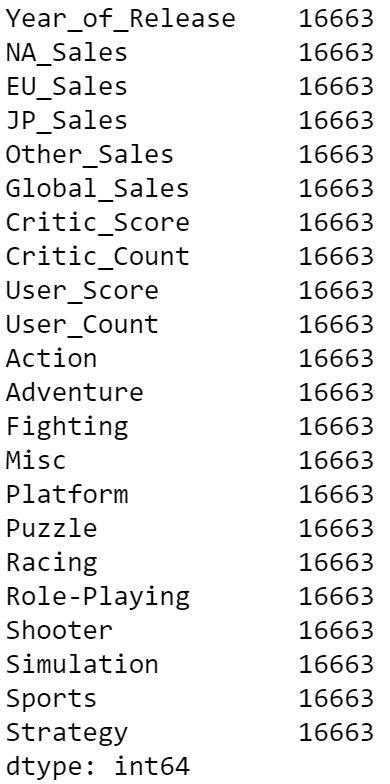 Year_of_Release 16663
NA_Sales 16663
EU_Sales 16663
JP_Sales 16663
Other_Sales 16663
Global_Sales 16663
Critic_Score 16663
Critic_Count 16663
User_Score 16663
User_Count 16663
Action 16663
Adventure 16663
Fighting 16663
Misc 16663
Platform 16663
Puzzle 16663
Racing 16663
Role-Playing 16663
Shooter 16663
Simulation 16663
Sports 16663
Strategy 16663
dtype: int64